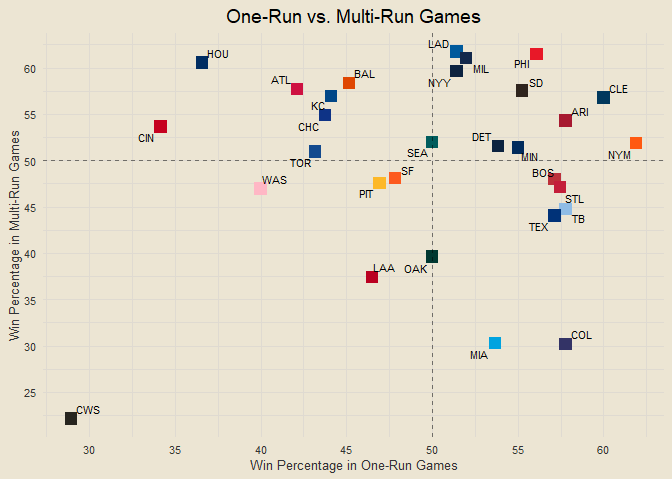 One-Run vs. Multi-Run Games
Win Percentage in Multi-Run Games
60
55
50
45
40
35
30
25
HOU
LAD
MIL
PHI
ATL
BAL
NYY
SD
CLE
KC
CHC
CIN
ARI
DET
MIN
NYM
TOR
SEA
WAS
PIT
SF
BOS
STL
TB
TEX
LAA
OAK
MIA
COL
CWS
30
35
40
45
50
55
60
Win Percentage in One-Run Games